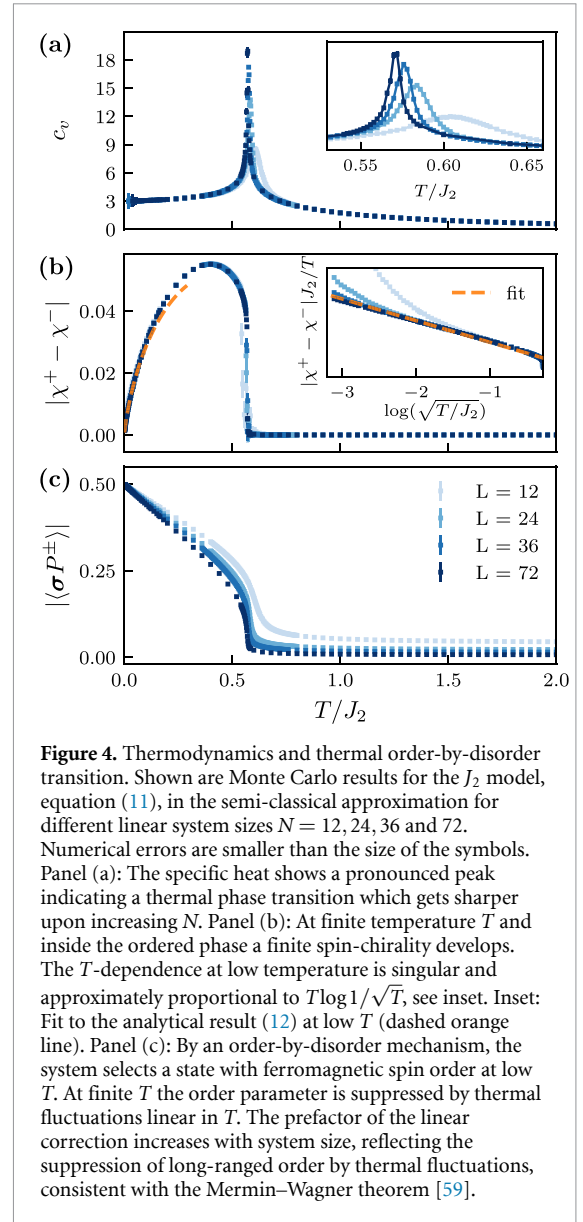 (a)
18
15
12
9
6
3
0
c_v
0.55 0.60 0.65
T/J_2
(b)
0.04
0.02
0.00
|χ^+ − χ^−|
|χ^+ − χ^−|J_2/T
fit
−3 −2 −1
log(√T/J_2)
(c)
0.50
0.25
0.00
|⟨σP^±⟩|
L = 12
L = 24
L = 36
L = 72
0.0 0.5 1.0 1.5 2.0
T/J_2
Figure 4. Thermodynamics and thermal order-by-disorder
transition. Shown are Monte Carlo results for the J_2 model,
equation (11), in the semi-classical approximation for
different linear system sizes N = 12, 24, 36 and 72.
Numerical errors are smaller than the size of the symbols.
Panel (a): The specific heat shows a pronounced peak
indicating a thermal phase transition which gets sharper
upon increasing N. Panel (b): At finite temperature T and
inside the ordered phase a finite spin-chirality develops.
The T-dependence at low temperature is singular and
approximately proportional to T log 1/√T, see inset. Inset:
Fit to the analytical result (12) at low T (dashed orange
line). Panel (c): By an order-by-disorder mechanism, the
system selects a state with ferromagnetic spin order at low
T. At finite T the order parameter is suppressed by thermal
fluctuations linear in T. The prefactor of the linear
correction increases with system size, reflecting the
suppression of long-ranged order by thermal fluctuations,
consistent with the Mermin–Wagner theorem [59].